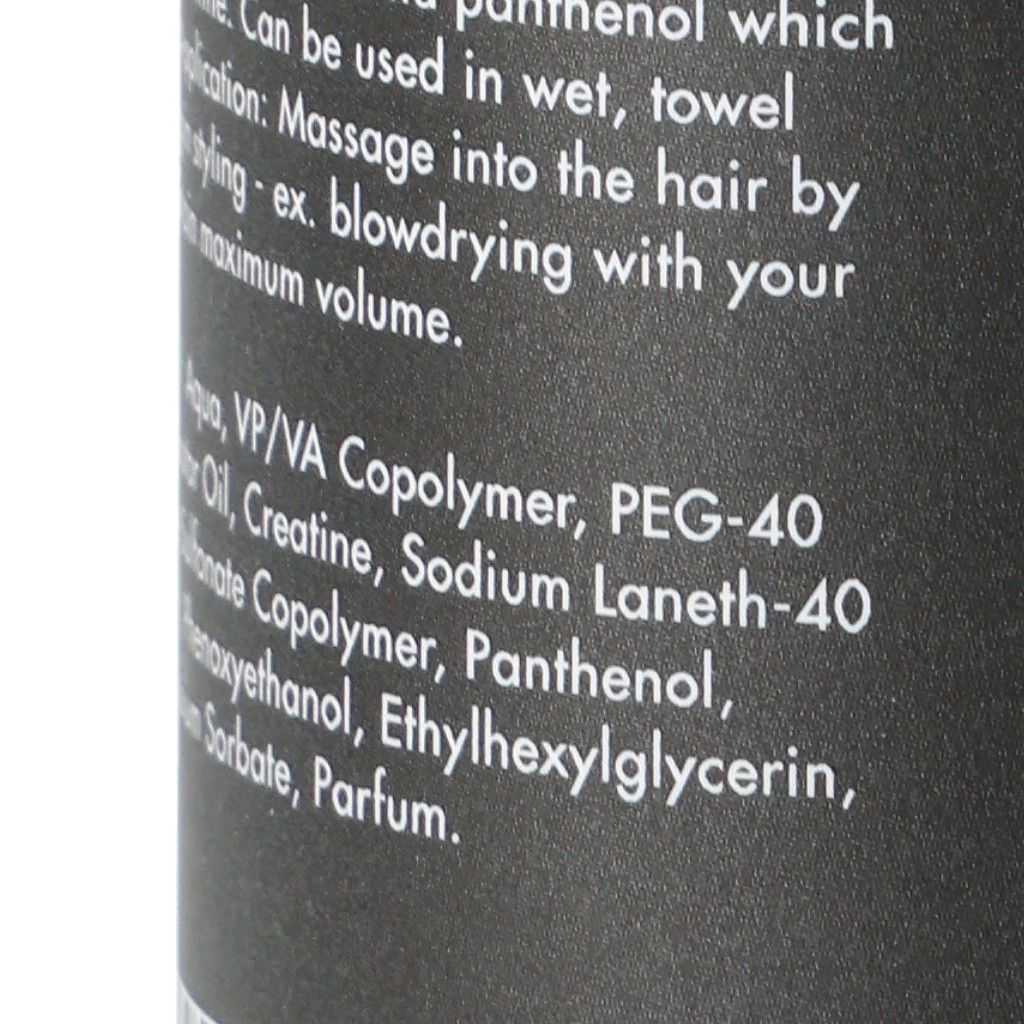 panthenol which
Can be used in wet, towel
Massage into the hair by
styling - ex. blowdrying with your
maximum volume.
Aqua, VP/VA Copolymer, PEG-40
Oil, Creatine, Sodium Laneth-40
Copolymer, Panthenol,
Phenoxyethanol, Ethylhexylglycerin,
Sorbate, Parfum.